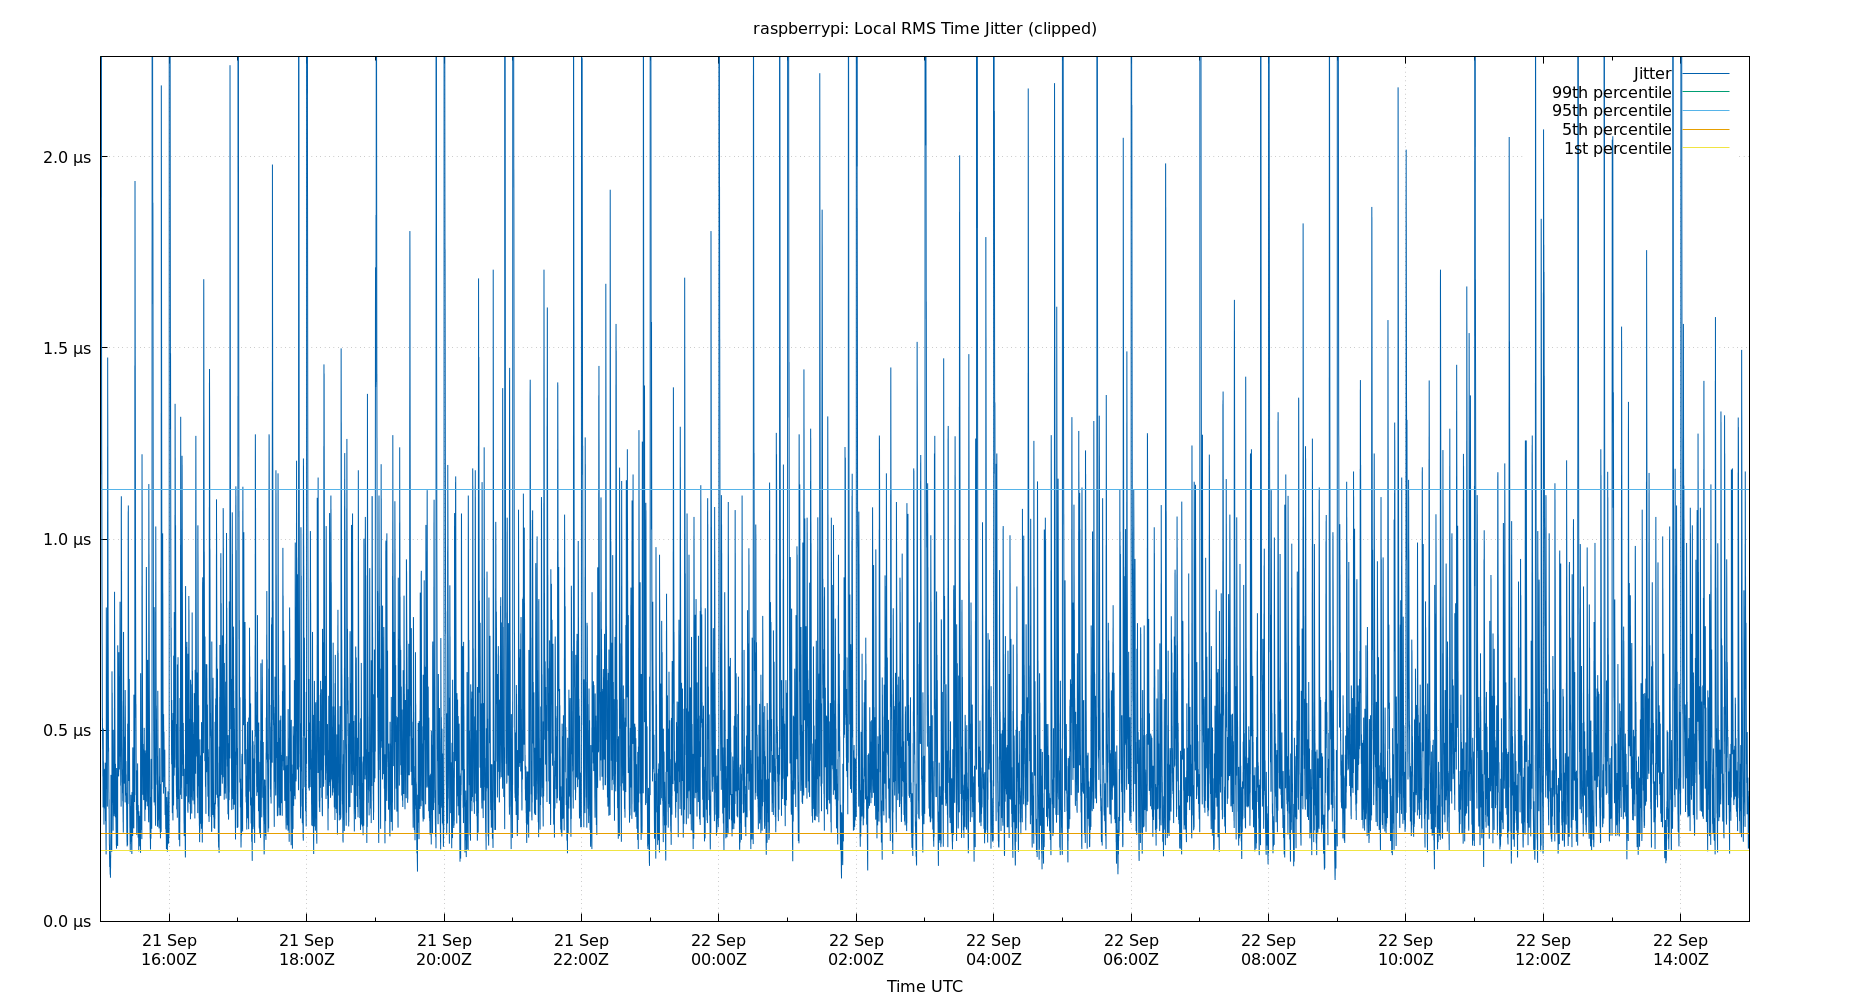 raspberrypi: Local RMS Time Jitter (clipped)
Jitter
99th percentile
95th percentile
5th percentile
1st percentile
2.0 µs
1.5 µs
1.0 µs
0.5 µs
0.0 µs
21 Sep 21 Sep 21 Sep 21 Sep 22 Sep 22 Sep 22 Sep 22 Sep 22 Sep 22 Sep 22 Sep 22 Sep
16:00Z 18:00Z 20:00Z 22:00Z 00:00Z 02:00Z 04:00Z 06:00Z 08:00Z 10:00Z 12:00Z 14:00Z
Time UTC